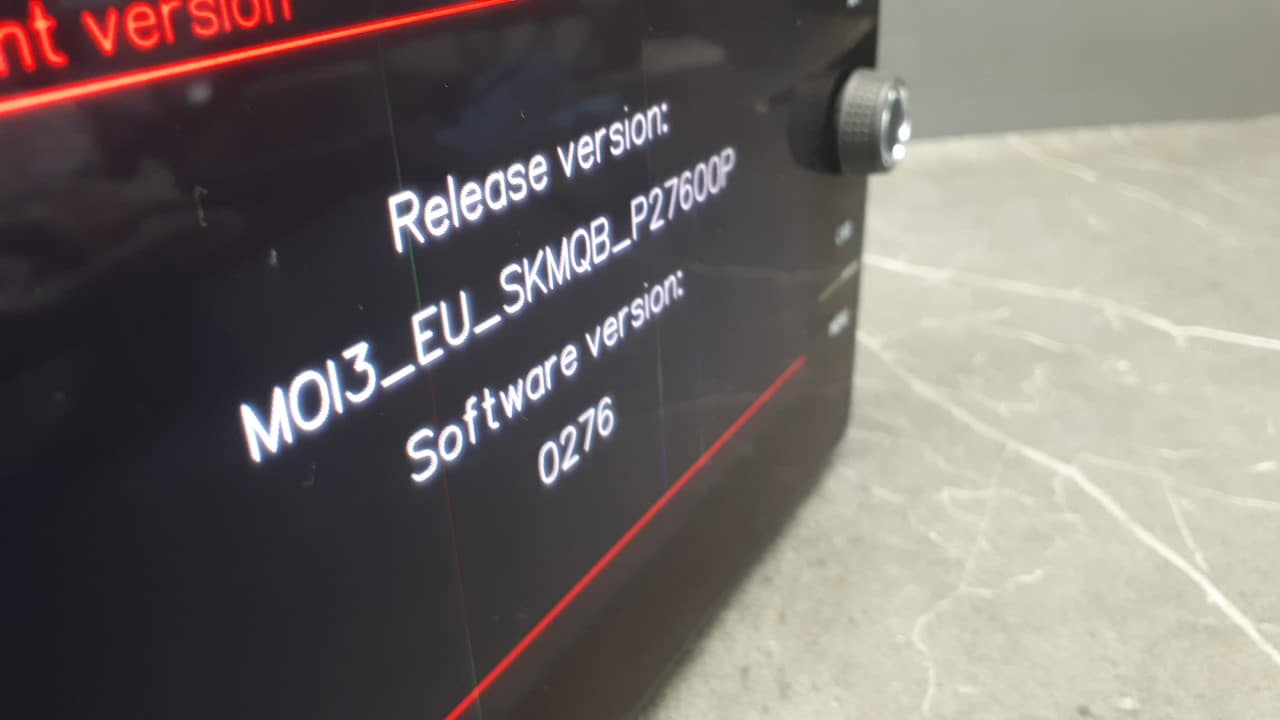 nt version
Release version:
MOI3_EU_SKMQB_P27600P
Software version:
0276